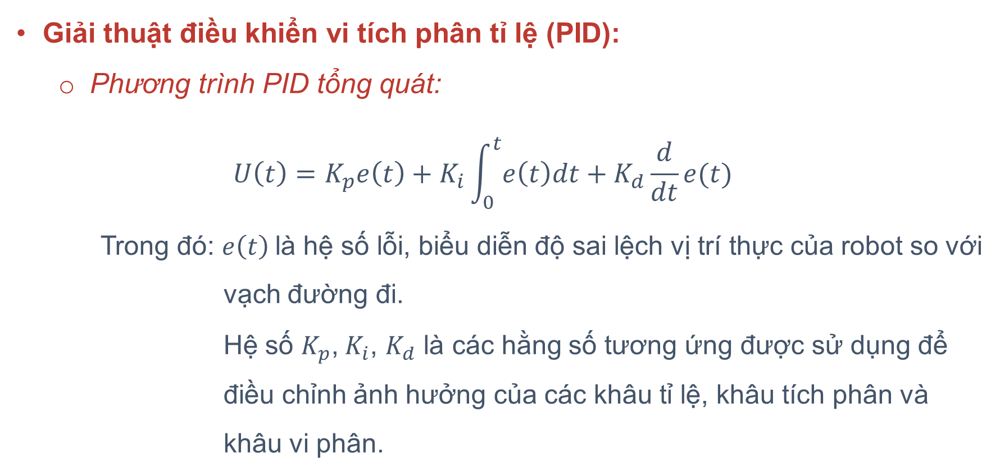 • Giải thuật điều khiển vi tích phân tỉ lệ (PID):
o Phương trình PID tổng quát:
U(t) = K_p e(t) + K_i ∫_0^t e(t)dt + K_d d/dt e(t)
Trong đó: e(t) là hệ số lỗi, biểu diễn độ sai lệch vị trí thực của robot so với
vạch đường đi.
Hệ số K_p, K_i, K_d là các hằng số tương ứng được sử dụng để
điều chỉnh ảnh hưởng của các khâu tỉ lệ, khâu tích phân và
khâu vi phân.